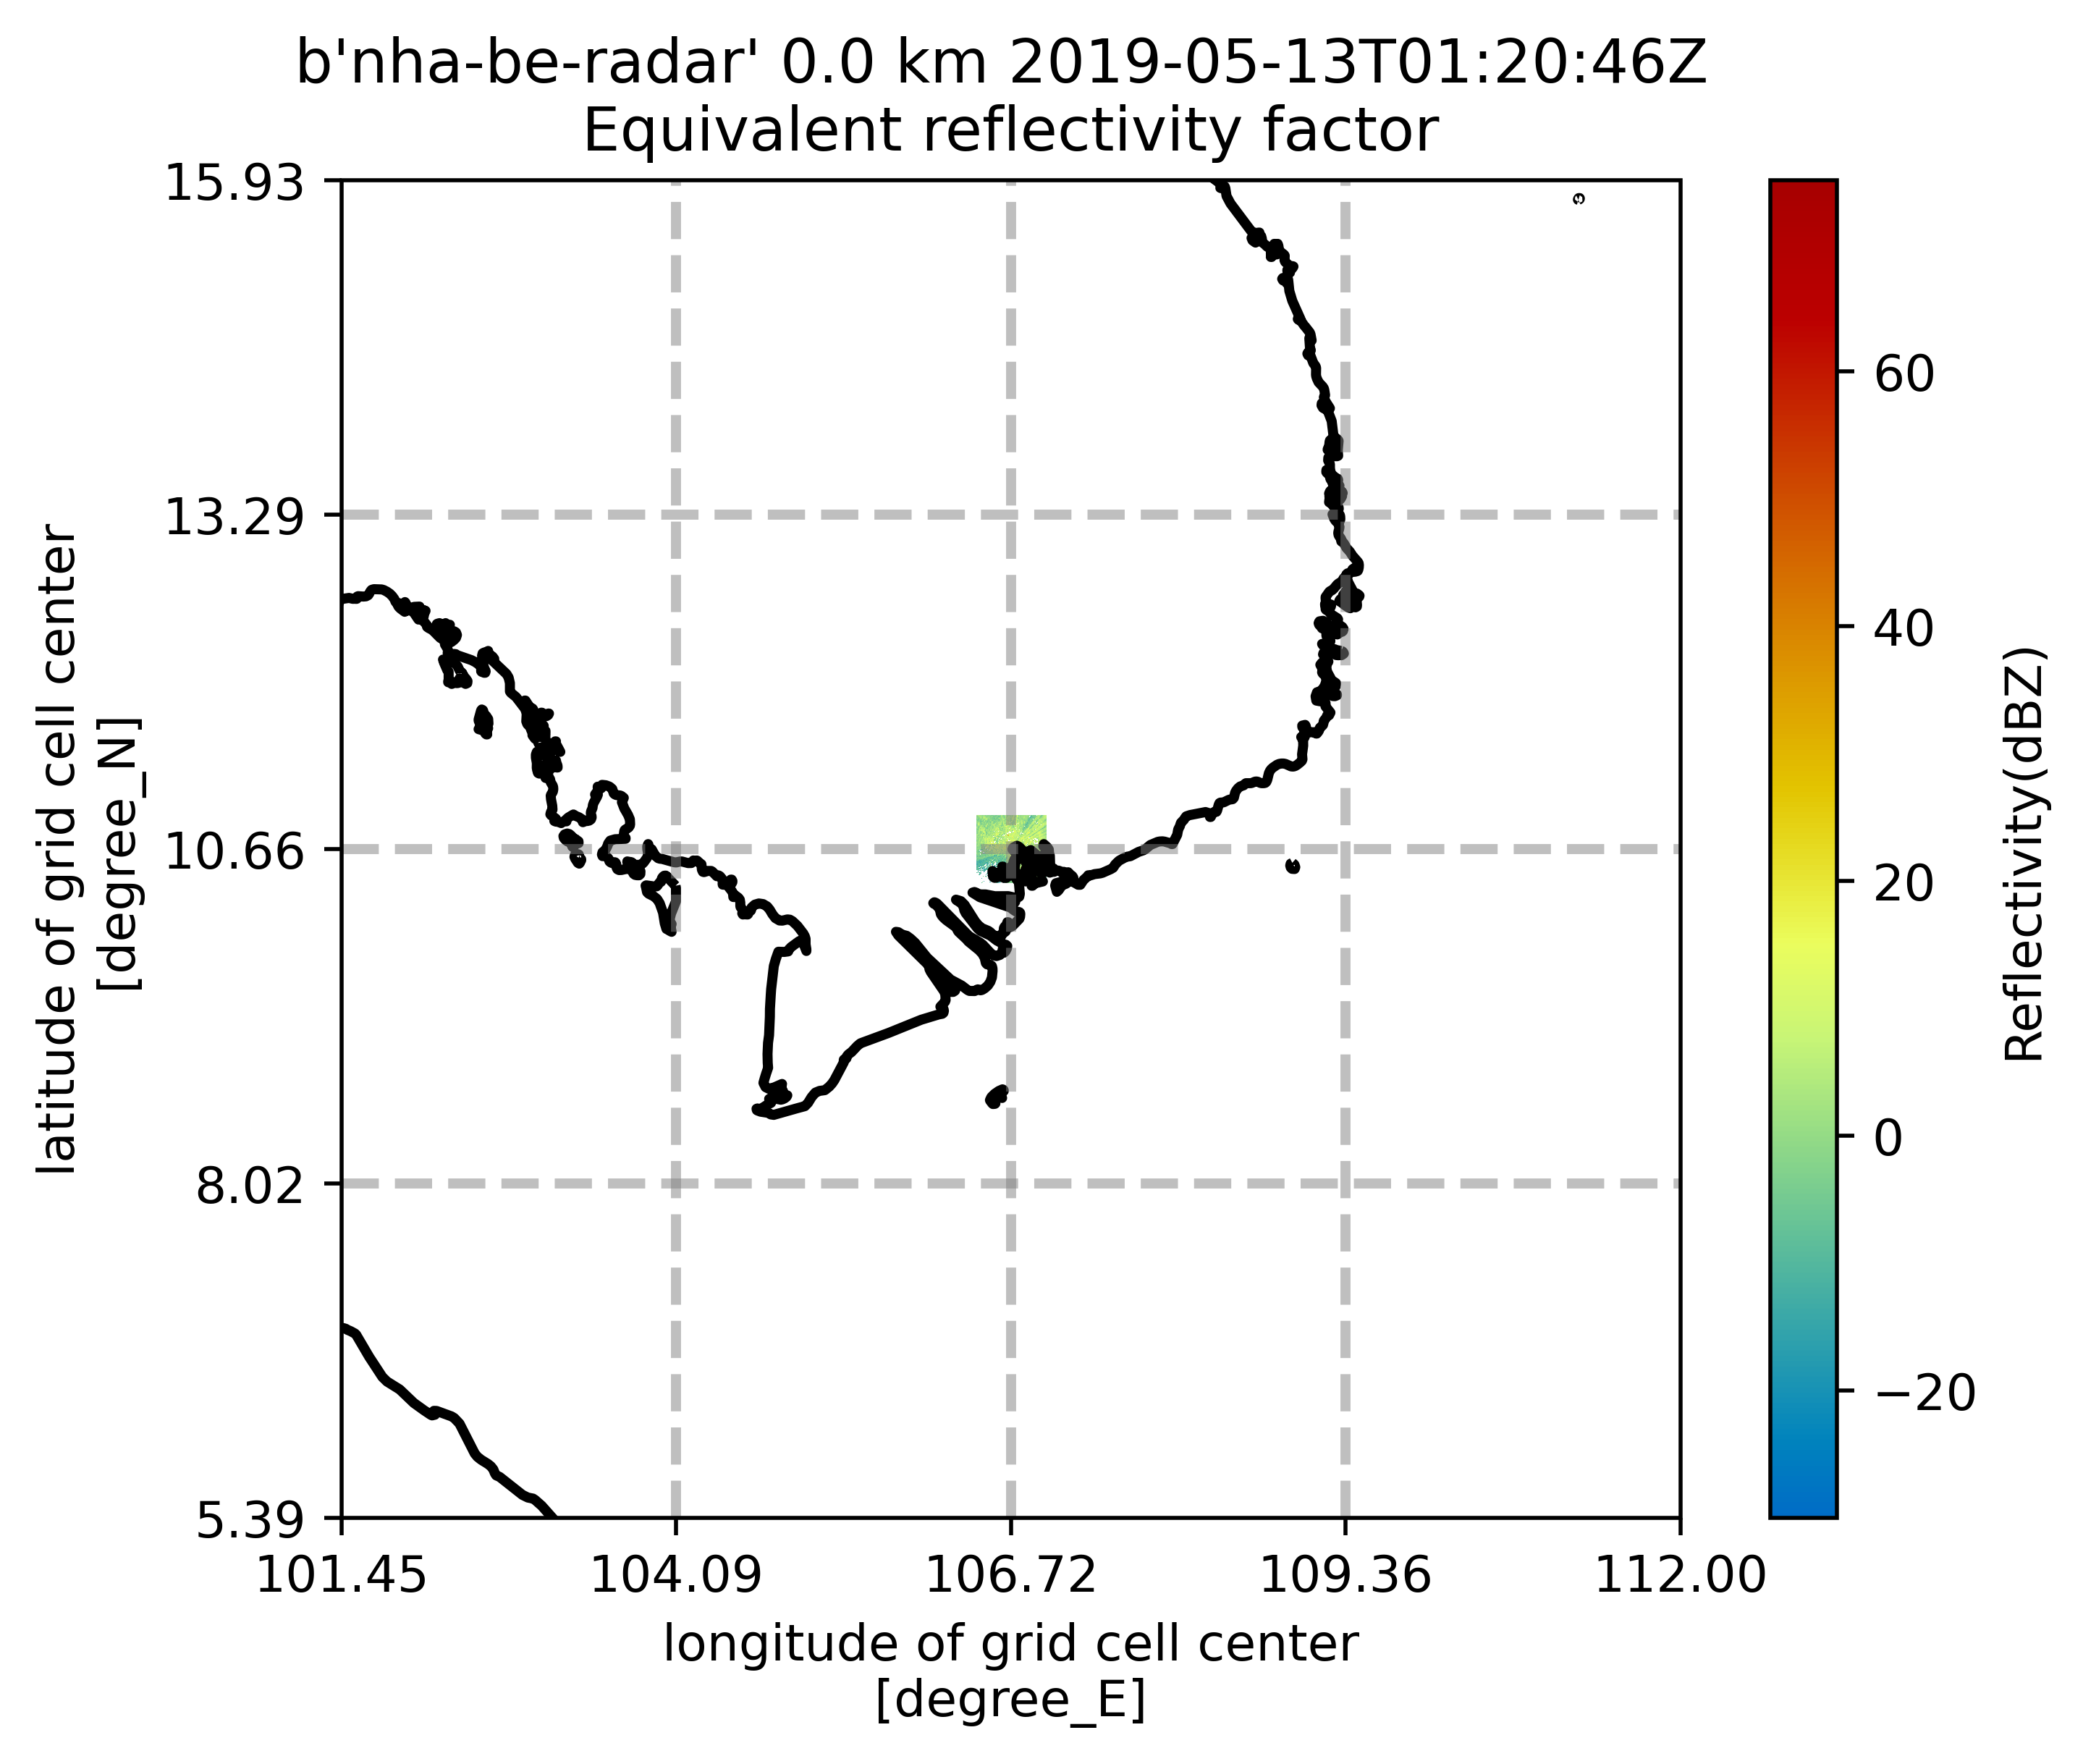 b'nha-be-radar' 0.0 km 2019-05-13T01:20:46Z
Equivalent reflectivity factor
15.93
13.29
10.66
8.02
5.39
latitude of grid cell center
[degree_N]
101.45
104.09
106.72
109.36
112.00
longitude of grid cell center
[degree_E]
60
40
20
0
−20
Reflectivity(dBZ)